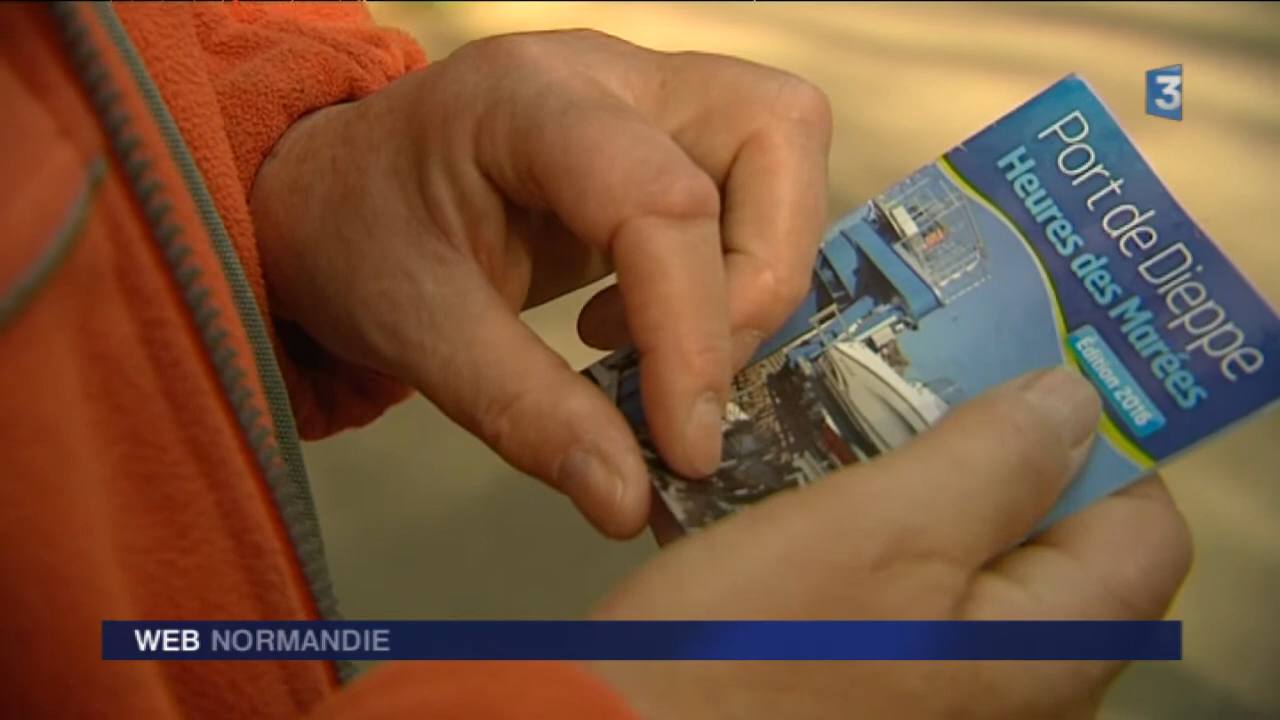 3
Port de Dieppe
Heures des Marées
Édition 2016
WEB NORMANDIE